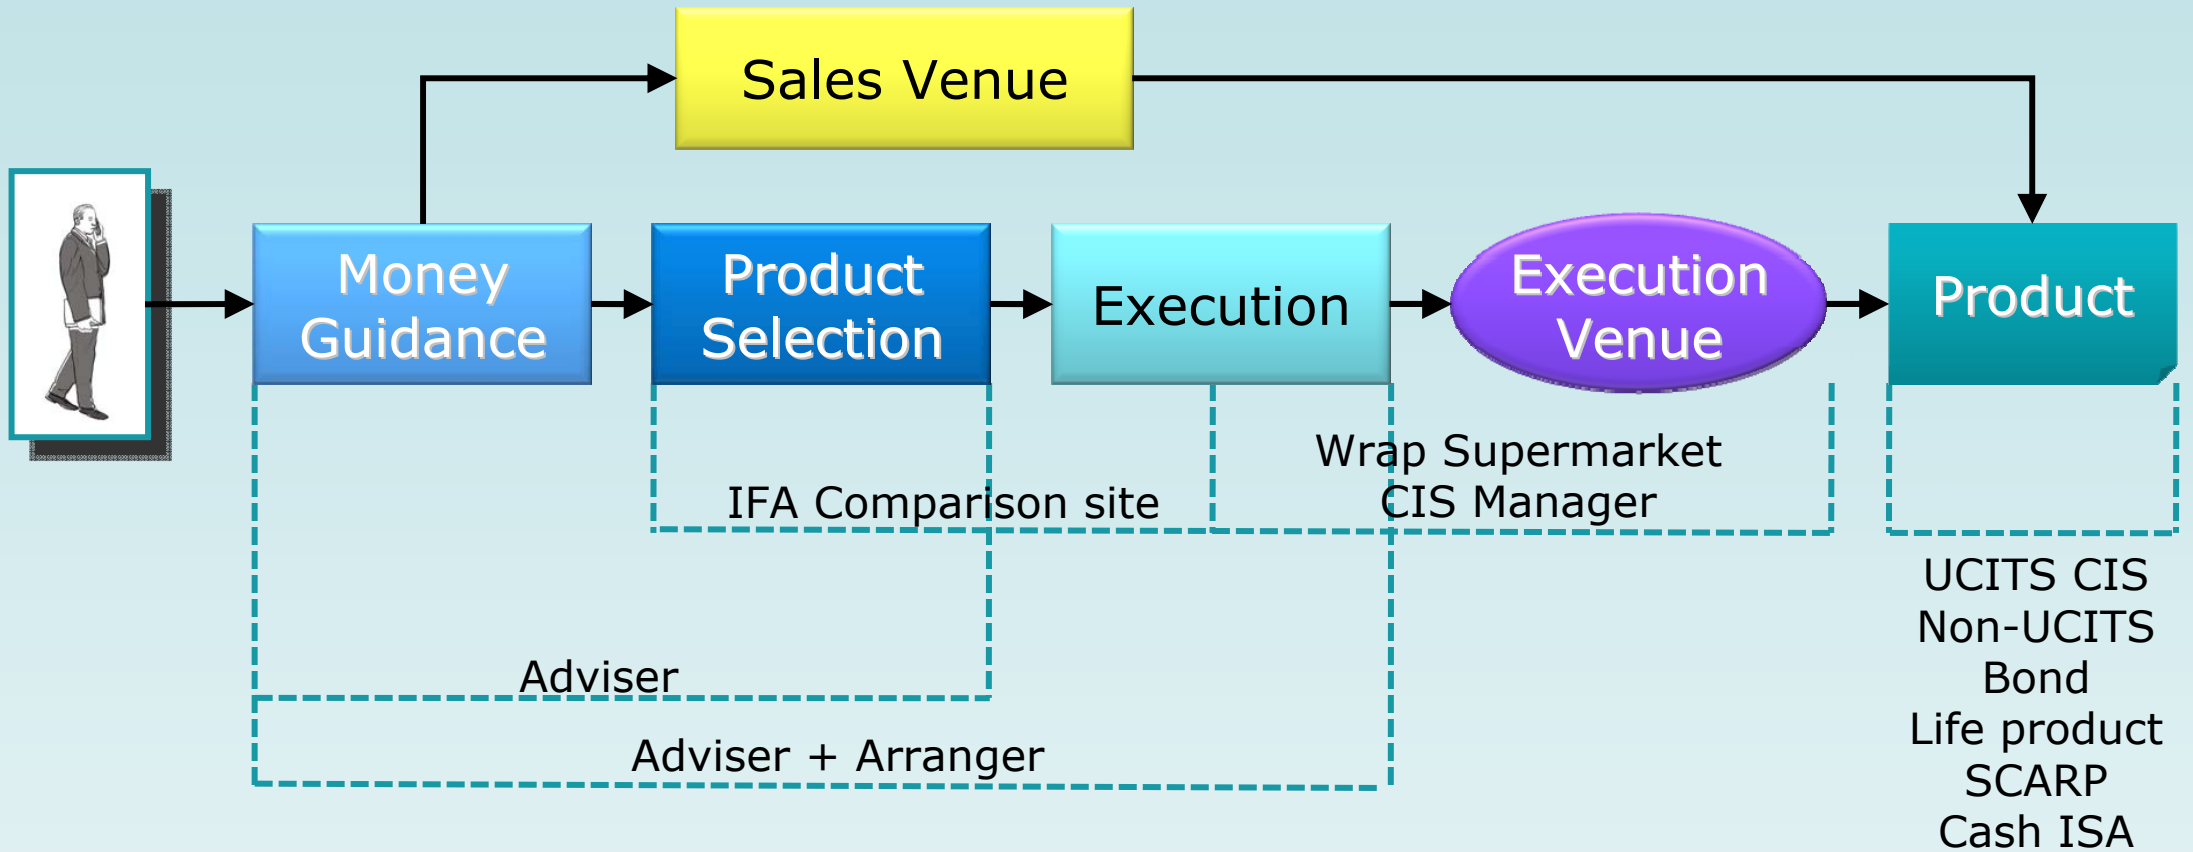 Sales Venue
Money
Guidance
Product
Selection
Execution
Execution
Venue
Product
Wrap Supermarket
CIS Manager
IFA Comparison site
UCITS CIS
Non-UCITS
Bond
Life product
SCARP
Cash ISA
Adviser
Adviser + Arranger